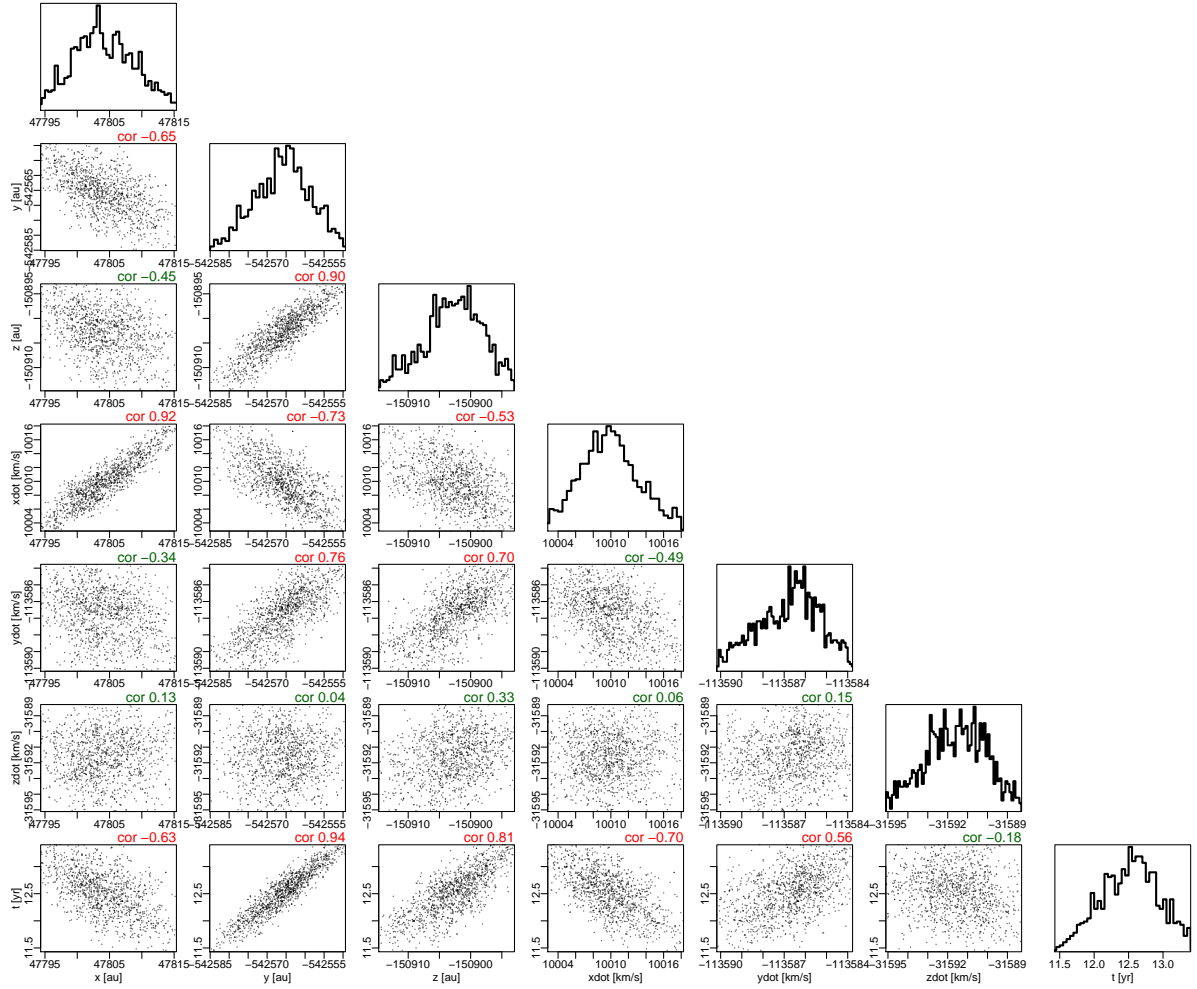 47795 47805 47815
cor −0.65
y [au]
−542585 −542565
47795 47805 47815 −542585 −542570 −542555
cor −0.45 cor 0.90
z [au]
−150910 −150895
47795 47805 47815 −542585 −542570 −542555 −150910 −150900
cor 0.92 cor −0.73 cor −0.53
xdot [km/s]
10004 10010 10016
47795 47805 47815 −542585 −542570 −542555 −150910 −150900 10004 10010 10016
cor −0.34 cor 0.76 cor 0.70 cor −0.49
ydot [km/s]
−113590 −113586
47795 47805 47815 −542585 −542570 −542555 −150910 −150900 10004 10010 10016 −113590 −113587 −113584
cor 0.13 cor 0.04 cor 0.33 cor 0.06 cor 0.15
zdot [km/s]
−31595 −31592 −31589
47795 47805 47815 −542585 −542570 −542555 −150910 −150900 10004 10010 10016 −113590 −113587 −113584 −31595 −31592 −31589
cor −0.63 cor 0.94 cor 0.81 cor −0.70 cor 0.56 cor −0.18
t [yr]
11.5 12.5
47795 47805 47815 −542585 −542570 −542555 −150910 −150900 10004 10010 10016 −113590 −113587 −113584 −31595 −31592 −31589 11.5 12.0 12.5 13.0
x [au] y [au] z [au] xdot [km/s] ydot [km/s] zdot [km/s] t [yr]